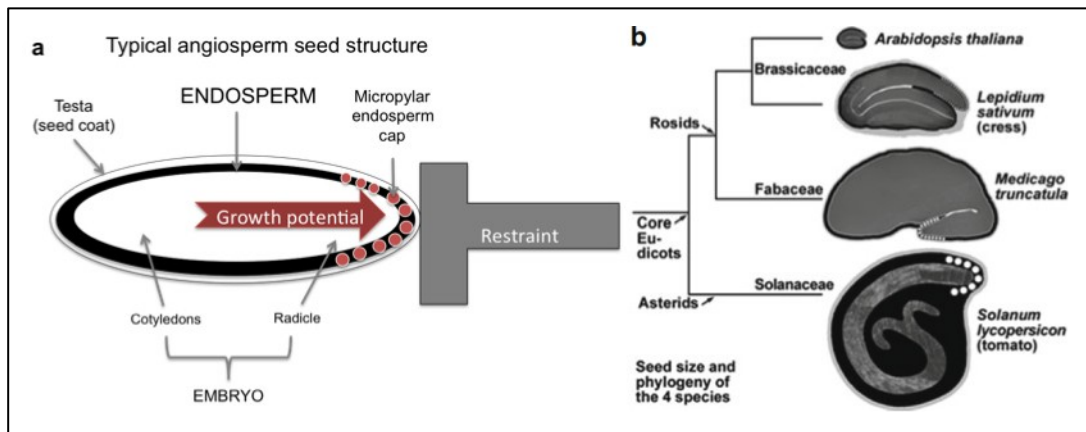 a
Typical angiosperm seed structure
Testa
(seed coat)
ENDOSPERM
Micropylar
endosperm
cap
Growth potential
Restraint
Cotyledons
Radicle
EMBRYO
b
Arabidopsis thaliana
Brassicaceae
Lepidium
sativum
(cress)
Rosids
Medicago
truncatula
Fabaceae
Core
Eu-
dicots
Solanaceae
Asterids
Solanum
lycopersicon
(tomato)
Seed size and
phylogeny of
the 4 species